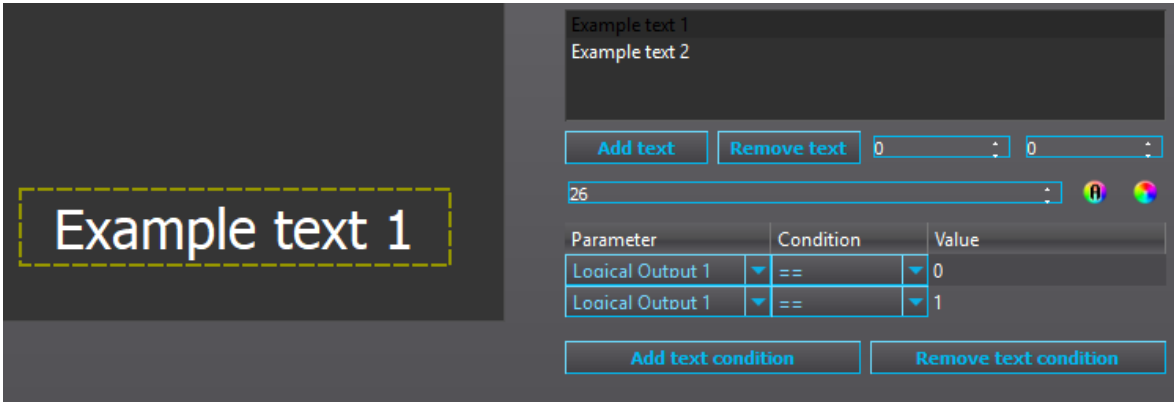 Example text 1
Example text 1
Example text 2
Add text Remove text 0 0
26
Parameter Condition Value
Logical Output 1 == 0
Logical Output 1 == 1
Add text condition Remove text condition